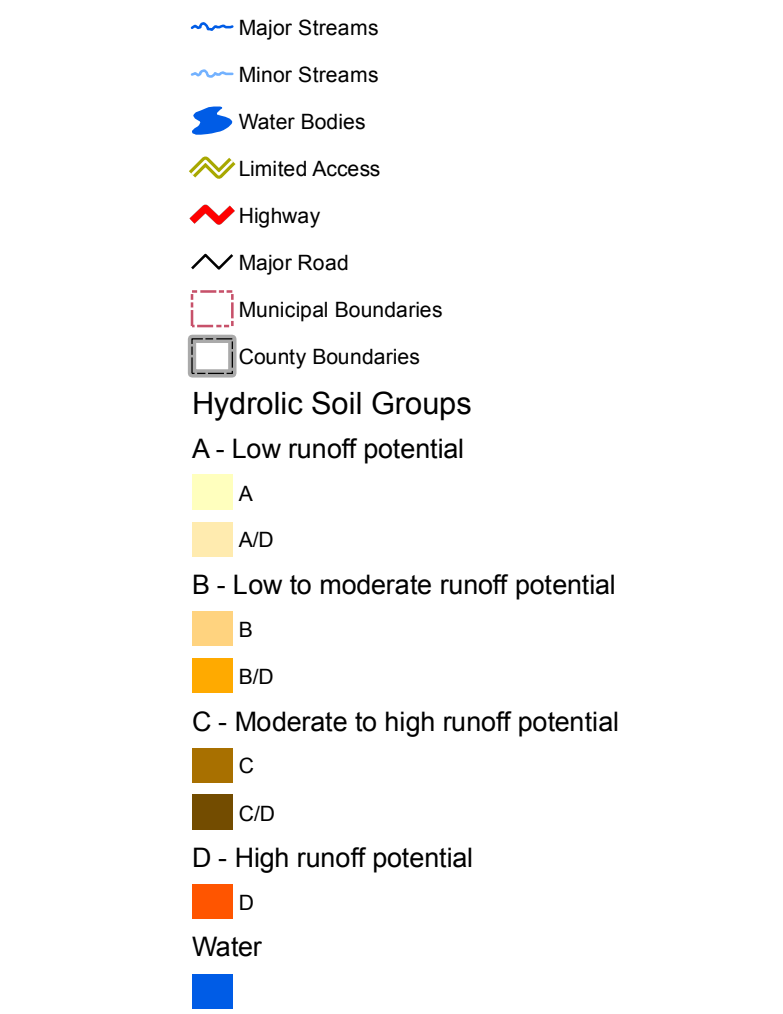 Major Streams
Minor Streams
Water Bodies
Limited Access
Highway
Major Road
Municipal Boundaries
County Boundaries
Hydrolic Soil Groups
A - Low runoff potential
A
A/D
B - Low to moderate runoff potential
B
B/D
C - Moderate to high runoff potential
C
C/D
D - High runoff potential
D
Water